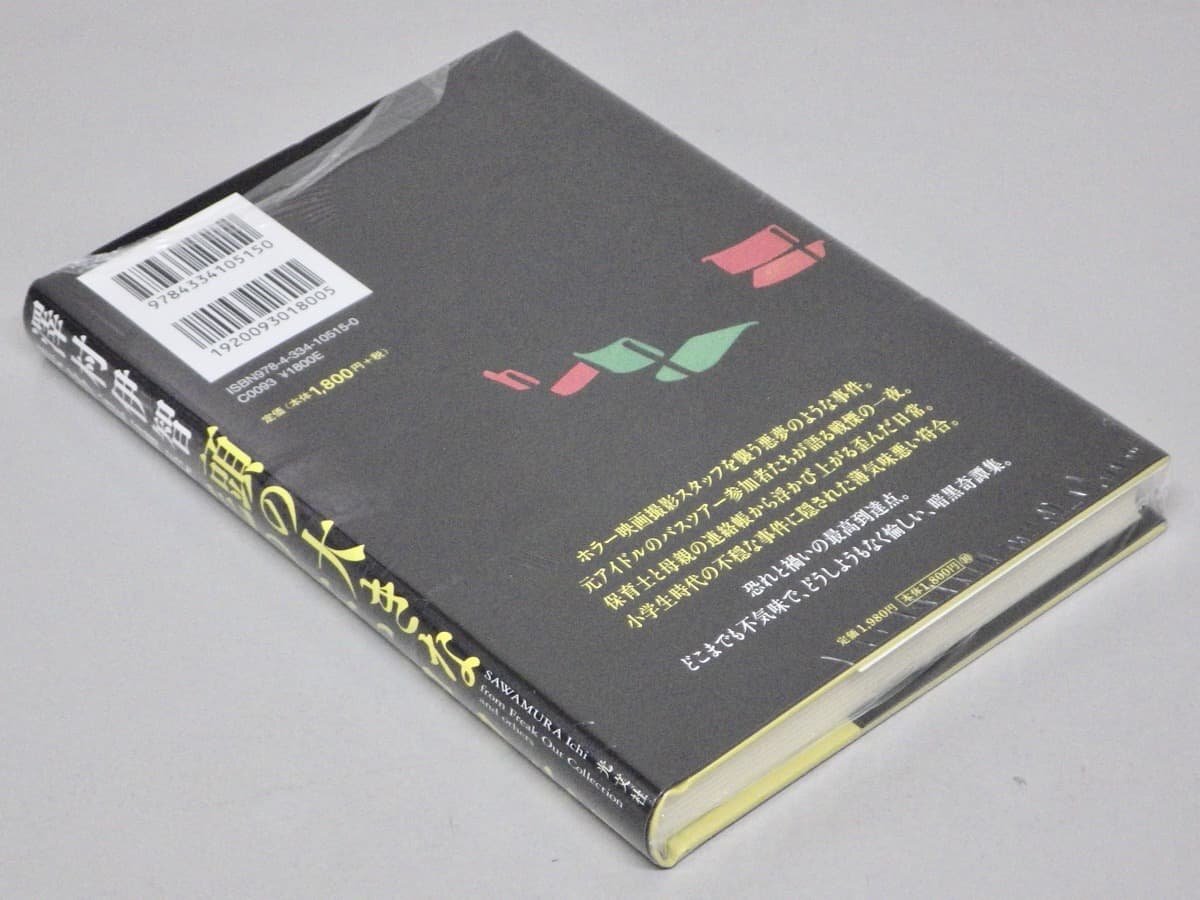 9784334105150
1920093018005
ISBN978-4-334-10515-0
C0093 ¥1800E
定価(本体1,800円+税)
ホラー映画撮影スタッフを襲う悪夢のような事件。
元アイドルのバスツアー参加者たちが語る戦慄の一夜。
保育士と母親の連絡帳から浮かび上がる歪んだ日常。
小学生時代の不穏な事件に隠された薄気味悪い符合。
恐れと禍いの最高到達点。
どこまでも不気味で、どうしようもなく愉しい、暗黒奇譚集。
定価1,980円 本体1,800円
澤村伊智
頭の大きな
SAWAMURA Ichi
from Freak Out Collection
and others
光文社